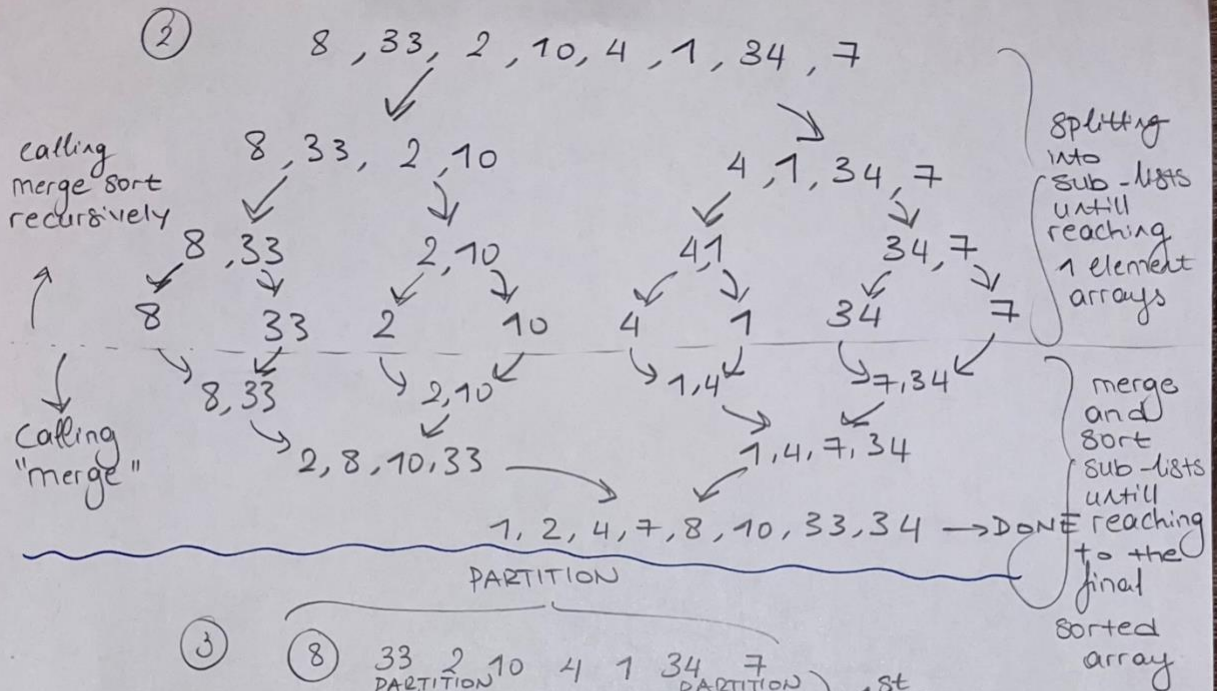 2
8 , 33, 2 , 10, 4 , 1 , 34 , 7
calling
merge sort
recursively
8 , 33, 2 , 10
4 , 1 , 34 , 7
splitting
into
sub-lists
untill
reaching
1 element
arrays
8 , 33
2, 10
4, 1
34, 7
8
33
2
10
4
1
34
7
8, 33
2, 10
1, 4
7, 34
Calling
"merge"
2, 8, 10, 33
1, 4, 7, 34
merge
and
sort
sub-lists
untill
reaching
to the
final
sorted
array
1, 2, 4, 7, 8, 10, 33, 34 → DONE
PARTITION
3
8 33 2 10 4 1 34 7
PARTITION PARTITION
st